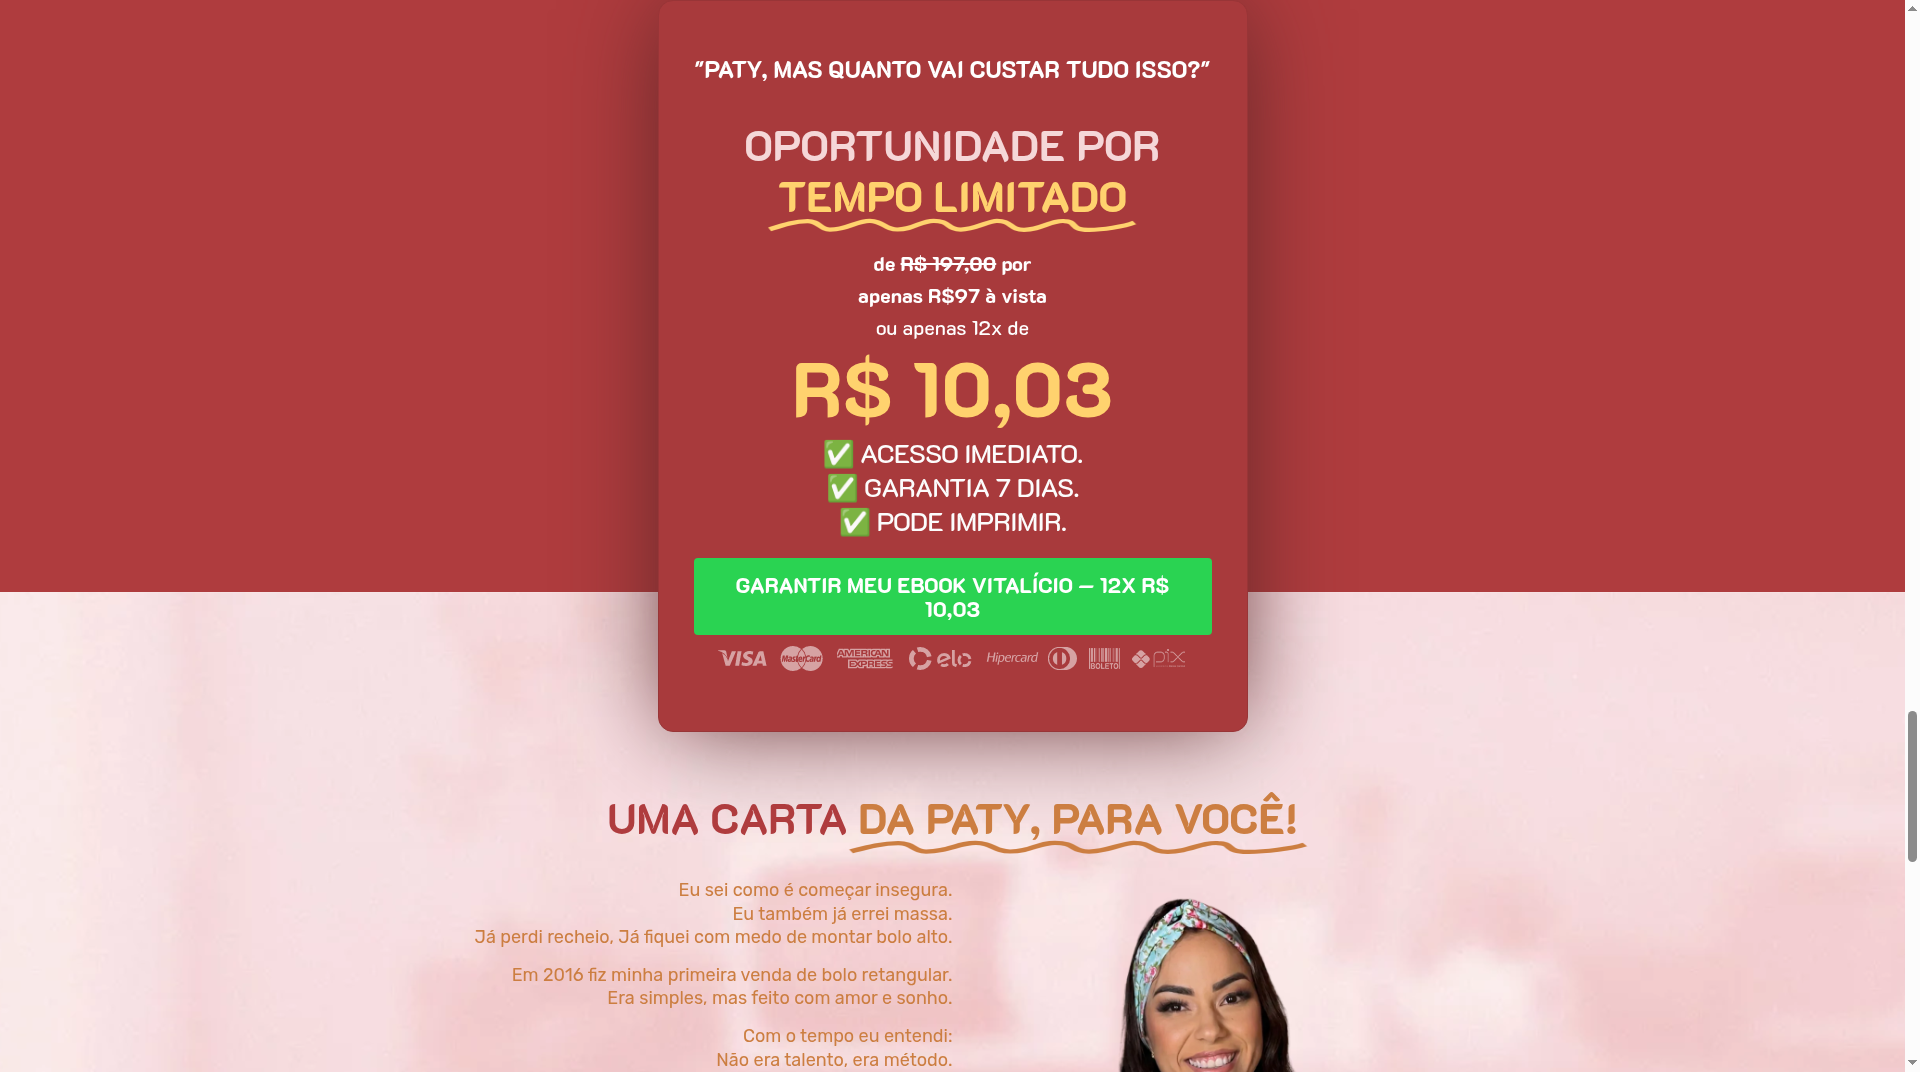 "PATY, MAS QUANTO VAI CUSTAR TUDO ISSO?"
OPORTUNIDADE POR
TEMPO LIMITADO
de R$ 197,00 por
apenas R$97 à vista
ou apenas 12x de
R$ 10,03
✅ ACESSO IMEDIATO.
✅ GARANTIA 7 DIAS.
✅ PODE IMPRIMIR.
GARANTIR MEU EBOOK VITALÍCIO – 12X R$
10,03
VISA MasterCard AMERICAN EXPRESS elo Hipercard BOLETO pix
UMA CARTA DA PATY, PARA VOCÊ!
Eu sei como é começar insegura.
Eu também já errei massa.
Já perdi recheio, Já fiquei com medo de montar bolo alto.
Em 2016 fiz minha primeira venda de bolo retangular.
Era simples, mas feito com amor e sonho.
Com o tempo eu entendi:
Não era talento, era método.